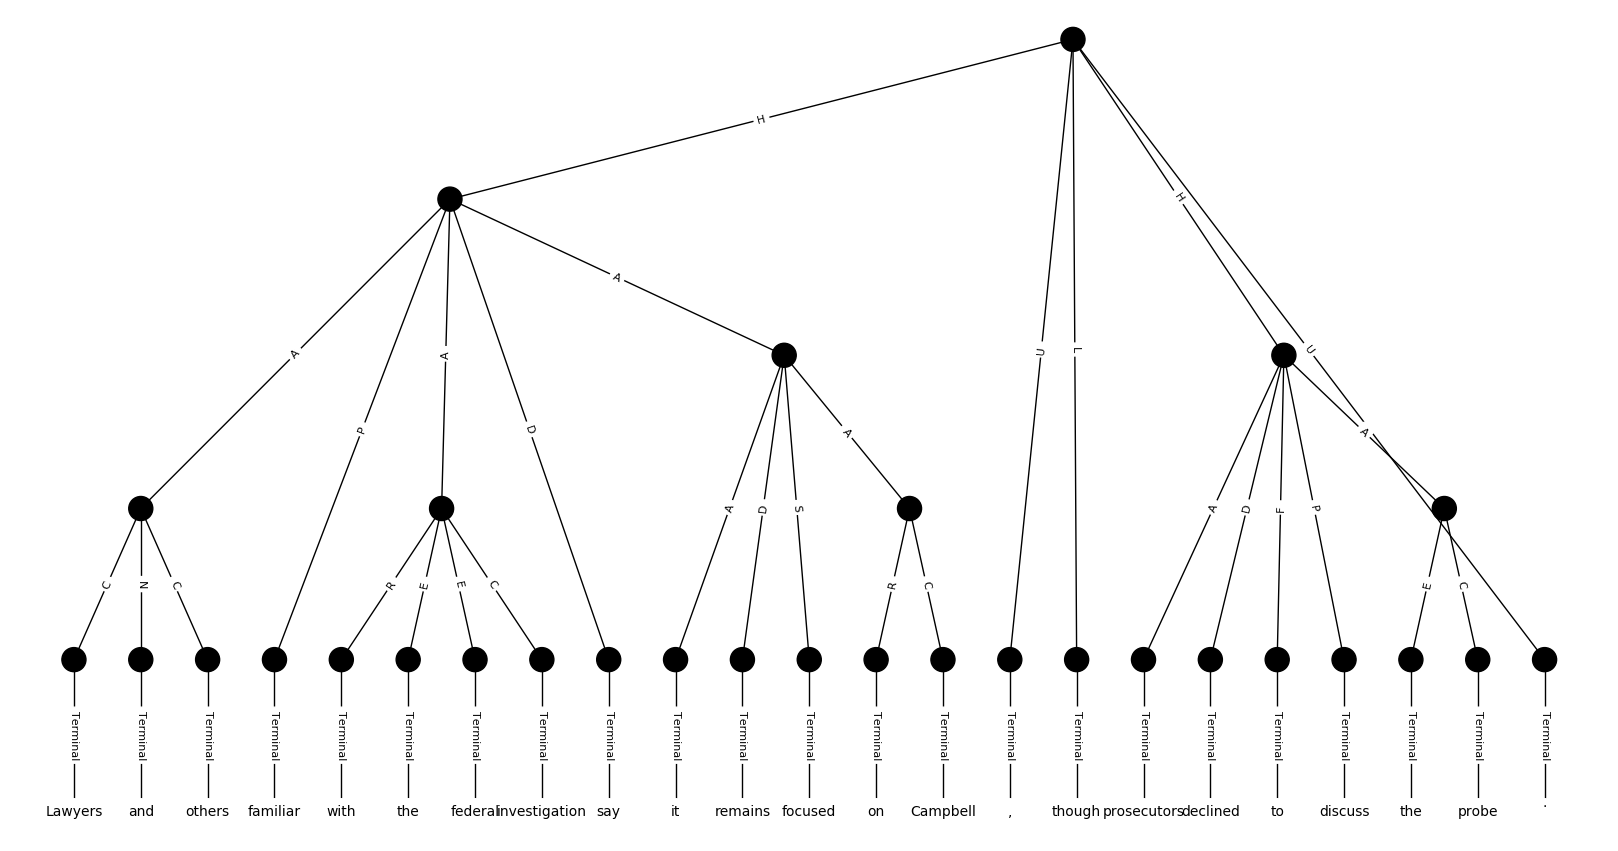 H
A
A
U
L
H
U
A
P
D
A
A
A
D
S
A
D
F
P
C
N
C
R
E
E
C
R
C
E
C
Terminal Terminal Terminal Terminal Terminal Terminal Terminal Terminal Terminal Terminal Terminal Terminal Terminal Terminal Terminal Terminal Terminal Terminal Terminal Terminal Terminal Terminal Terminal
Lawyers and others familiar with the federal investigation say it remains focused on Campbell , though prosecutors declined to discuss the probe .